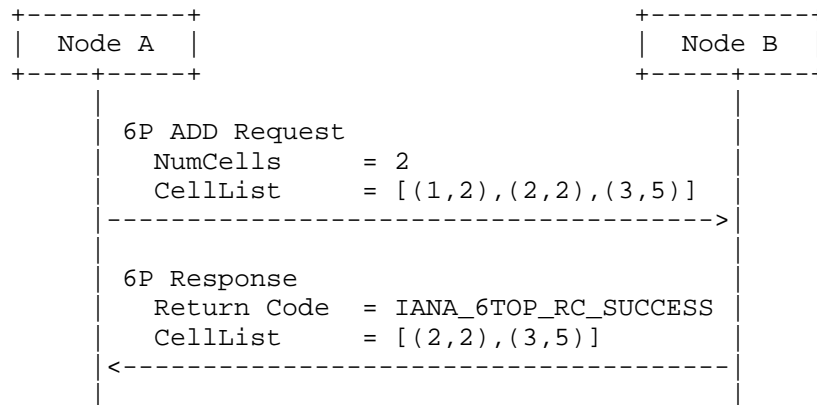 Node A Node B
6P ADD Request
NumCells = 2
CellList = [(1,2),(2,2),(3,5)]
6P Response
Return Code = IANA_6TOP_RC_SUCCESS
CellList = [(2,2),(3,5)]